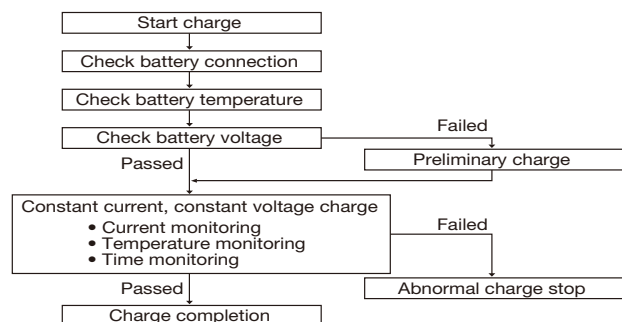 Start charge
Check battery connection
Check battery temperature
Check battery voltage
Failed
Passed
Preliminary charge
Constant current, constant voltage charge
• Current monitoring
• Temperature monitoring
• Time monitoring
Failed
Passed
Abnormal charge stop
Charge completion